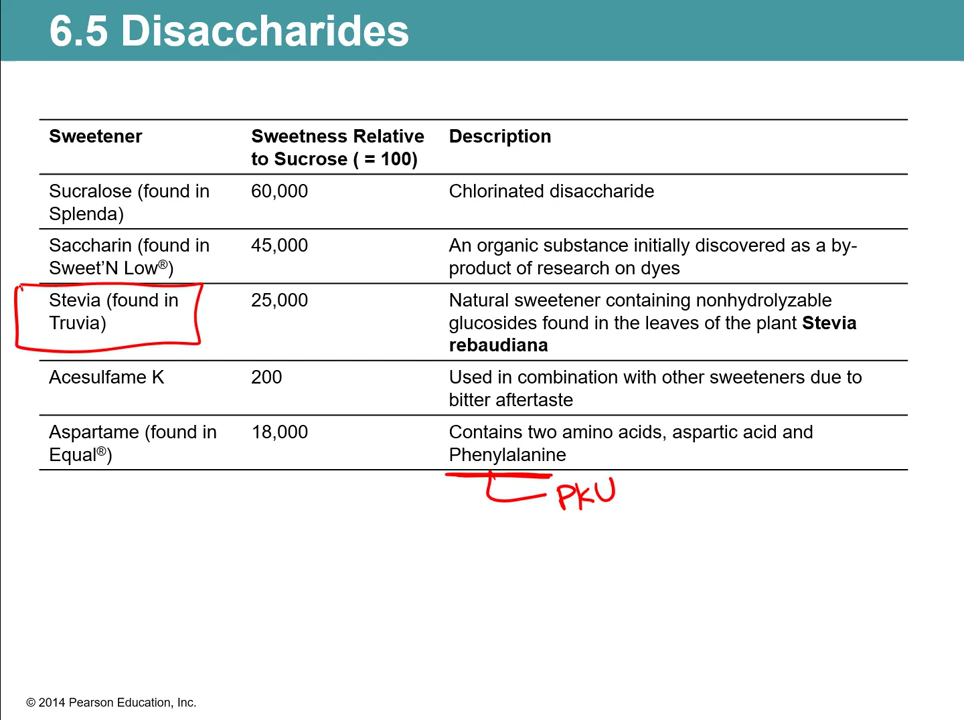 6.5 Disaccharides
Sweetener
Sweetness Relative
to Sucrose ( = 100)
Description
Sucralose (found in
Splenda)
60,000
Chlorinated disaccharide
Saccharin (found in
Sweet’N Low®)
45,000
An organic substance initially discovered as a by-
product of research on dyes
Stevia (found in
Truvia)
25,000
Natural sweetener containing nonhydrolyzable
glucosides found in the leaves of the plant Stevia
rebaudiana
Acesulfame K
200
Used in combination with other sweeteners due to
bitter aftertaste
Aspartame (found in
Equal®)
18,000
Contains two amino acids, aspartic acid and
Phenylalanine
PKU
© 2014 Pearson Education, Inc.